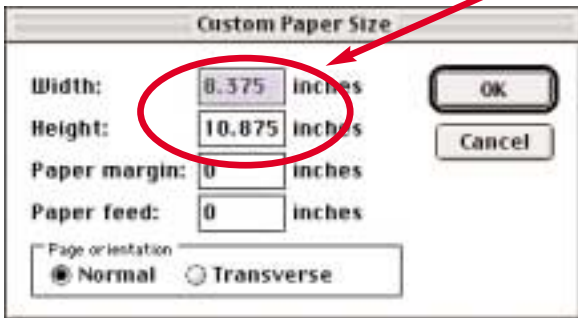 Custom Paper Size
Width: 8.375 inches
Height: 10.875 inches
Paper margin: 0 inches
Paper feed: 0 inches
Page orientation
Normal Transverse
OK
Cancel